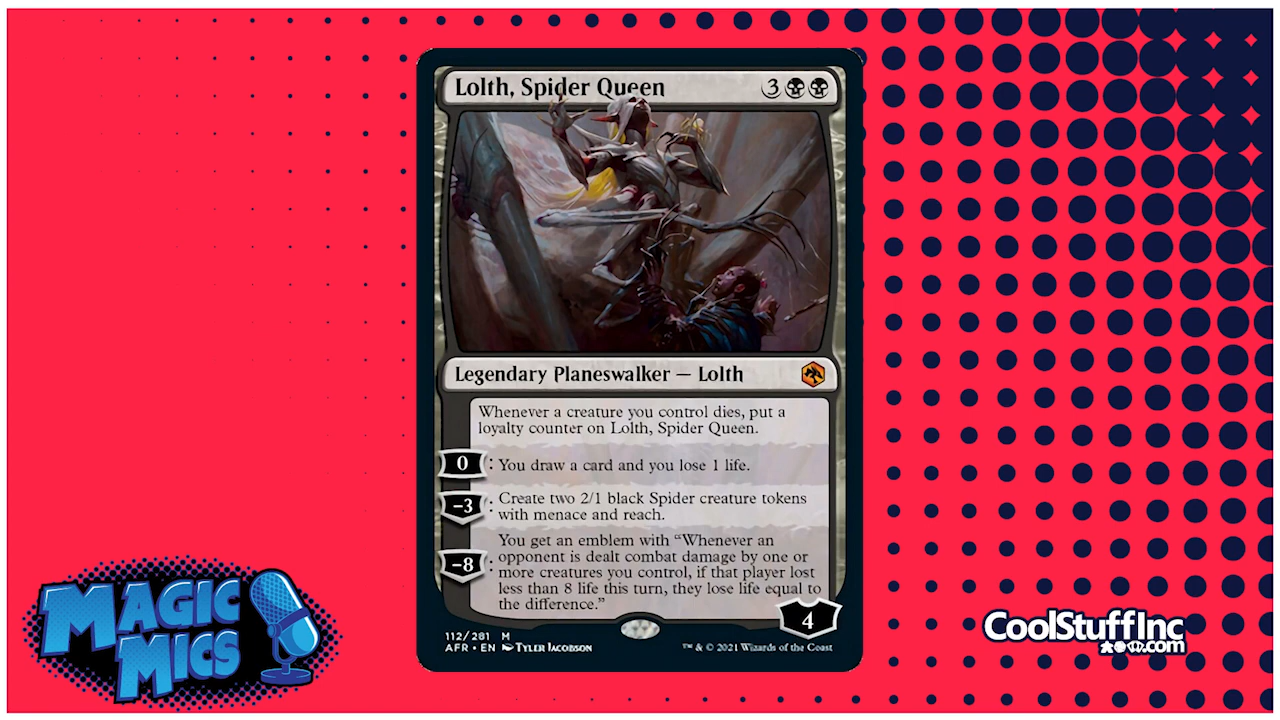 Lolth, Spider Queen 3
Legendary Planeswalker — Lolth
Whenever a creature you control dies, put a
loyalty counter on Lolth, Spider Queen.
0 : You draw a card and you lose 1 life.
−3 : Create two 2/1 black Spider creature tokens
with menace and reach.
−8 : You get an emblem with “Whenever an
opponent is dealt combat damage by one or
more creatures you control, if that player lost
less than 8 life this turn, they lose life equal to
the difference.”
4
112/281 M
AFR • EN Tyler Jacobson
™ & © 2021 Wizards of the Coast
MAGIC
MICS
CoolStuffInc
.com